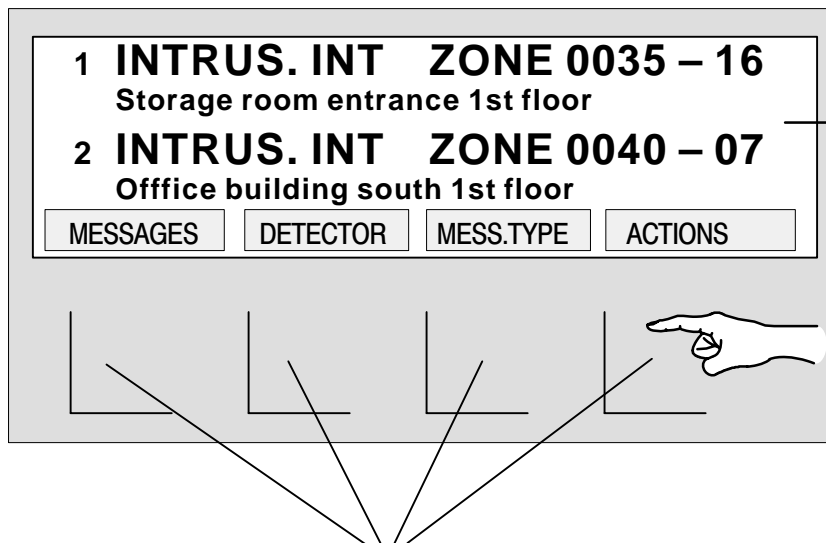 1 INTRUS. INT ZONE 0035 – 16
Storage room entrance 1st floor
2 INTRUS. INT ZONE 0040 – 07
Offfice building south 1st floor
MESSAGES DETECTOR MESS.TYPE ACTIONS